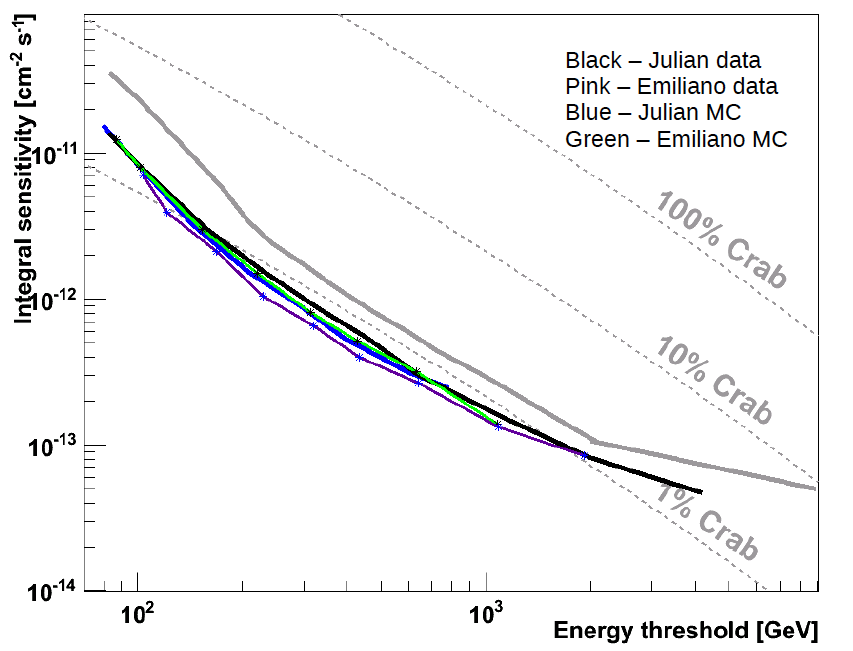 Integral sensitivity [cm⁻² s⁻¹]
Black – Julian data
Pink – Emiliano data
Blue – Julian MC
Green – Emiliano MC
10⁻¹¹
100% Crab
10⁻¹²
10% Crab
10⁻¹³
1% Crab
10⁻¹⁴
10² 10³
Energy threshold [GeV]